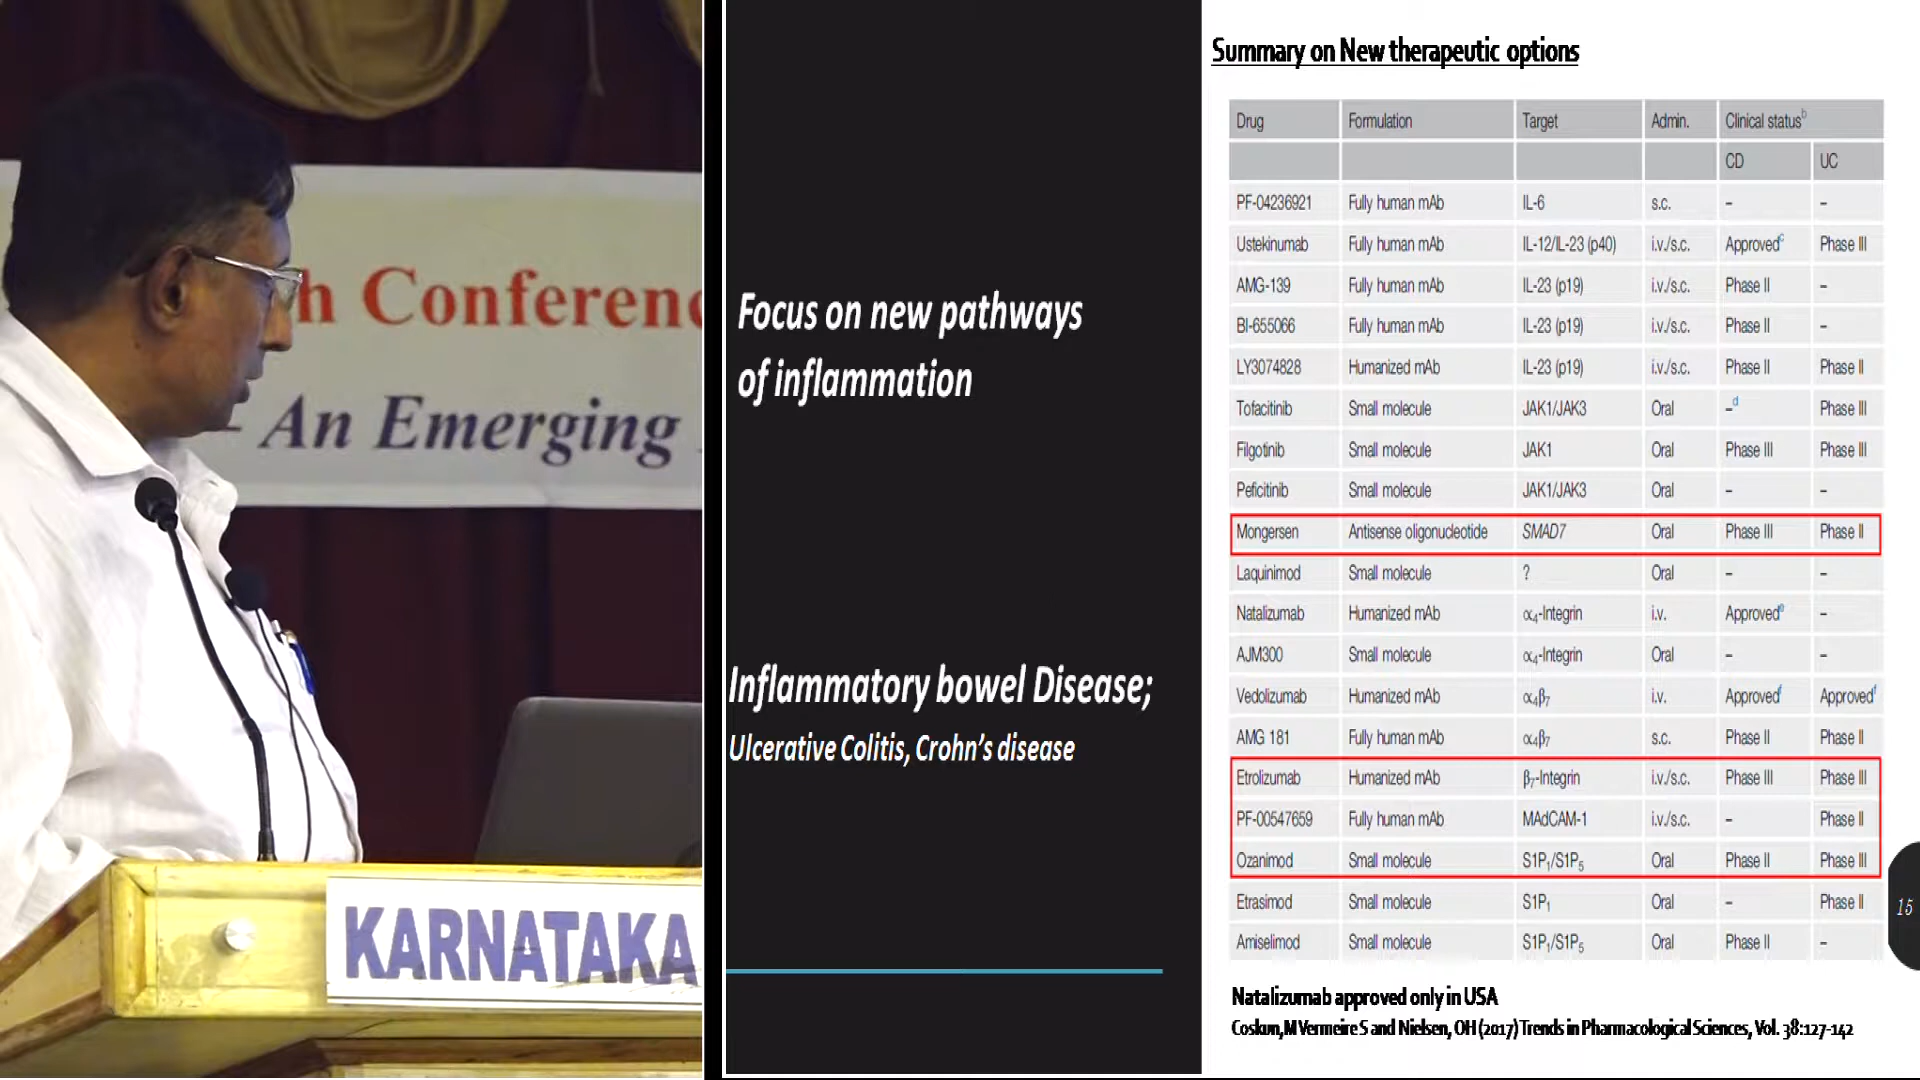 h Conferenc
- An Emerging
KARNATAKA
Focus on new pathways
of inflammation
Inflammatory bowel Disease;
Ulcerative Colitis, Crohn's disease
Summary on New therapeutic options
Drug Formulation Target Admin. Clinical statusᵇ
CD UC
PF-04236921 Fully human mAb IL-6 s.c. – –
Ustekinumab Fully human mAb IL-12/IL-23 (p40) i.v./s.c. Approvedᶜ Phase III
AMG-139 Fully human mAb IL-23 (p19) i.v./s.c. Phase II –
BI-655066 Fully human mAb IL-23 (p19) i.v./s.c. Phase II –
LY3074828 Humanized mAb IL-23 (p19) i.v./s.c. Phase II Phase II
Tofacitinib Small molecule JAK1/JAK3 Oral –ᵈ Phase III
Filgotinib Small molecule JAK1 Oral Phase III Phase III
Peficitinib Small molecule JAK1/JAK3 Oral – –
Mongersen Antisense oligonucleotide SMAD7 Oral Phase III Phase II
Laquinimod Small molecule ? Oral – –
Natalizumab Humanized mAb α₄-Integrin i.v. Approvedᵉ –
AJM300 Small molecule α₄-Integrin Oral – –
Vedolizumab Humanized mAb α₄β₇ i.v. Approvedᶠ Approvedᶠ
AMG 181 Fully human mAb α₄β₇ s.c. Phase II Phase II
Etrolizumab Humanized mAb β₇-Integrin i.v./s.c. Phase III Phase III
PF-00547659 Fully human mAb MAdCAM-1 i.v./s.c. – Phase II
Ozanimod Small molecule S1P₁/S1P₅ Oral Phase II Phase III
Etrasimod Small molecule S1P₁ Oral – Phase II
Amiselimod Small molecule S1P₁/S1P₅ Oral Phase II –
Natalizumab approved only in USA
Coskun,M Vermeire S and Nielsen, OH (2017) Trends in Pharmacological Sciences, Vol. 38:127-142
15